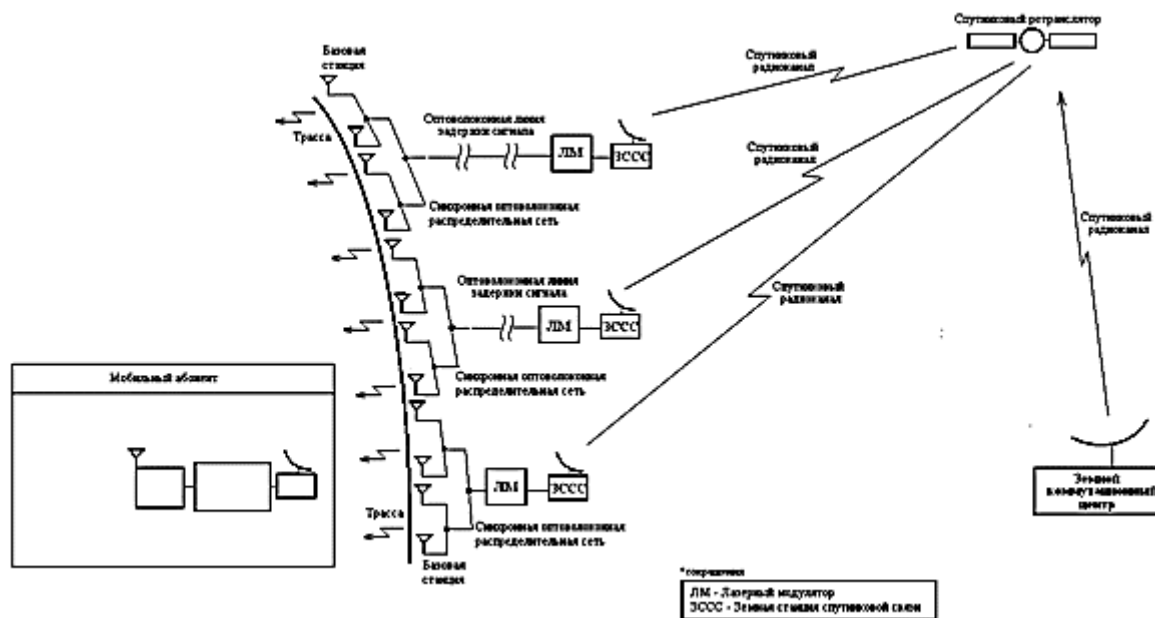 Спутниковый ретранслятор
Базовая
станция
Спутниковый
радиоканал
Оптоволоконная линия
задержки сигнала
Трасса
ЛМ
ЗССС
Спутниковый
радиоканал
Синхронная оптоволоконная
распределительная сеть
Спутниковый
радиоканал
Оптоволоконная линия
задержки сигнала
Спутниковый
радиоканал
ЛМ
ЗССС
Мобильный абонент
Синхронная оптоволоконная
распределительная сеть
ЛМ
ЗССС
Земной
коммутационный
центр
Трасса
Синхронная оптоволоконная
распределительная сеть
Базовая
станция
*сокращения
ЛМ - Лазерный модулятор
ЗССС - Земная станция спутниковой связи